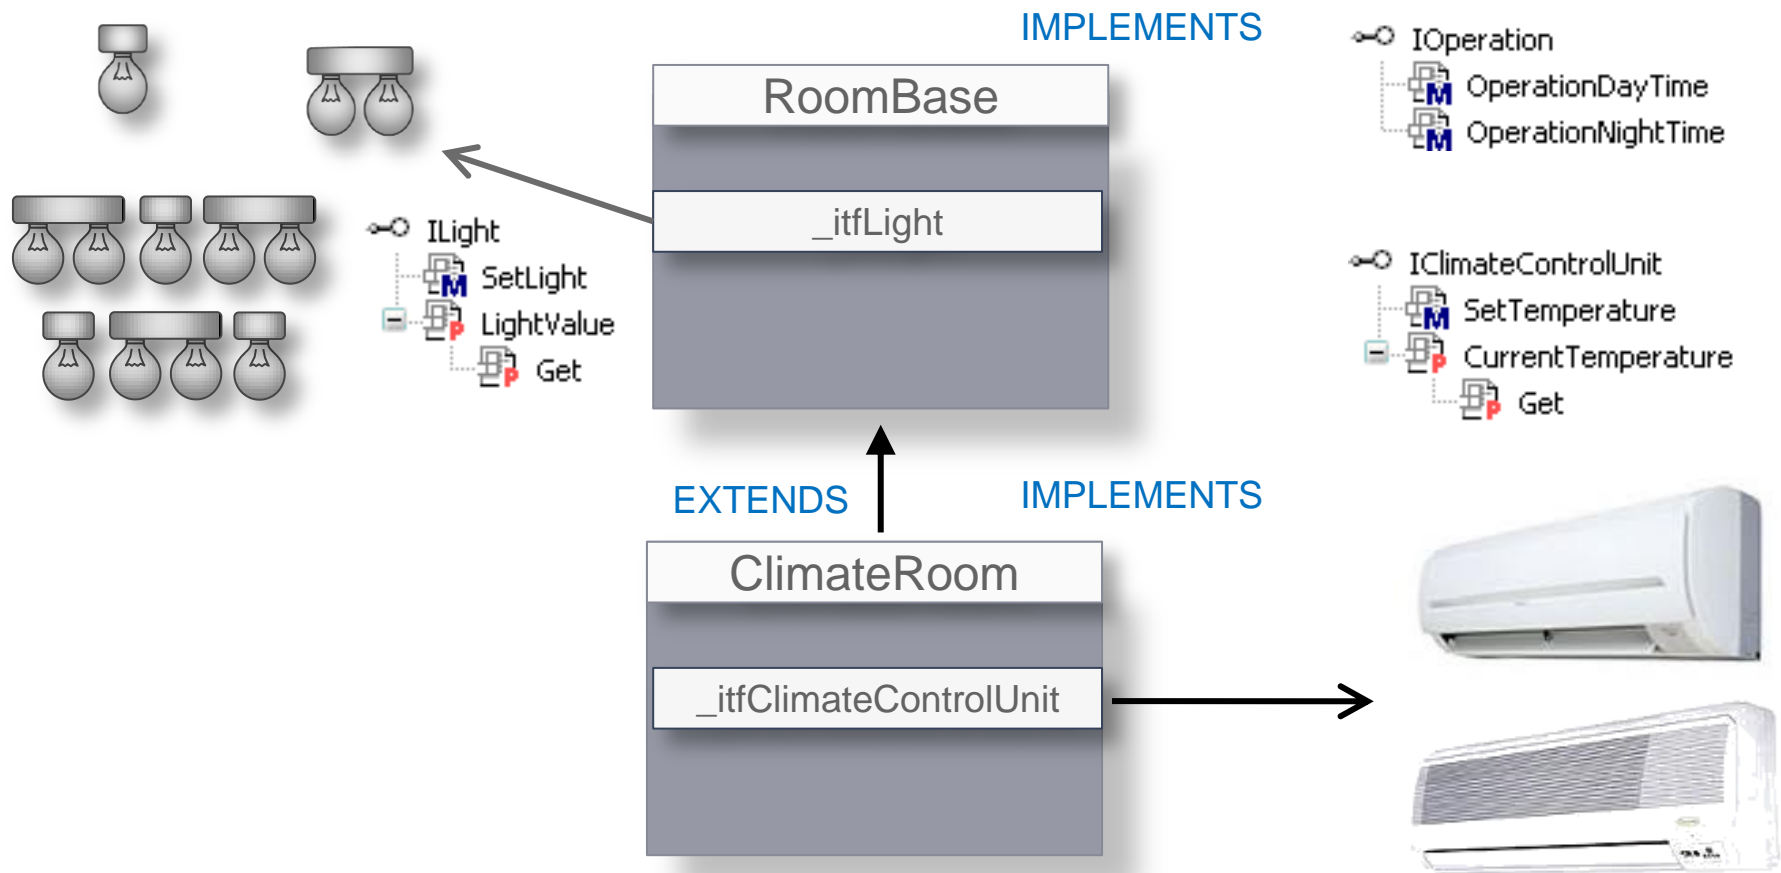 IMPLEMENTS
IOperation
OperationDayTime
OperationNightTime
RoomBase
_itfLight
ILight
SetLight
LightValue
Get
IClimateControlUnit
SetTemperature
CurrentTemperature
Get
EXTENDS
IMPLEMENTS
ClimateRoom
_itfClimateControlUnit